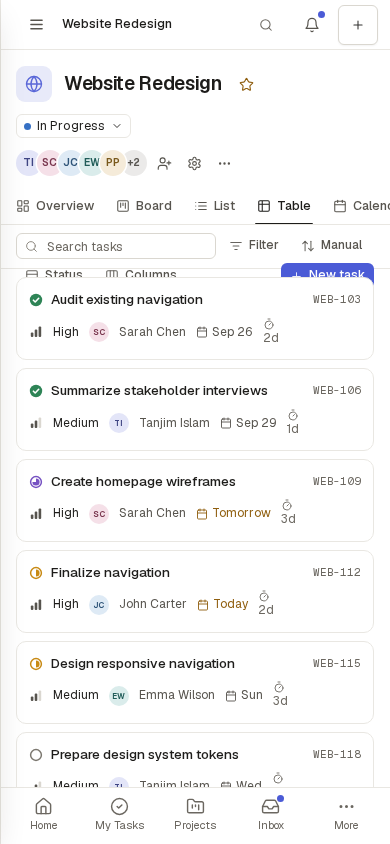 Website Redesign
Website Redesign
In Progress
TI SC JC EW PP +2
Overview Board List Table Calend
Search tasks Filter Manual
Status Columns + New task
Audit existing navigation WEB-103
High SC Sarah Chen Sep 26 2d
Summarize stakeholder interviews WEB-106
Medium TI Tanjim Islam Sep 29 1d
Create homepage wireframes WEB-109
High SC Sarah Chen Tomorrow 3d
Finalize navigation WEB-112
High JC John Carter Today 2d
Design responsive navigation WEB-115
Medium EW Emma Wilson Sun 3d
Prepare design system tokens WEB-118
Medium TI Tanjim Islam Wed
Home My Tasks Projects Inbox More